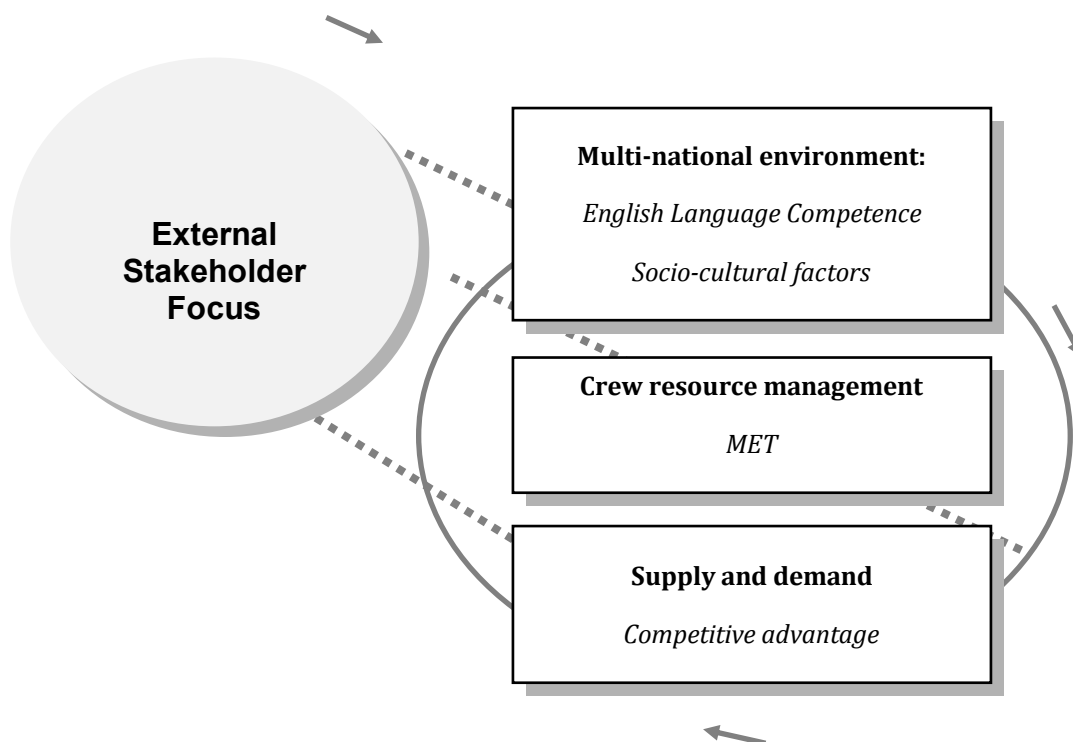 External
Stakeholder
Focus
Multi-national environment:
English Language Competence
Socio-cultural factors
Crew resource management
MET
Supply and demand
Competitive advantage